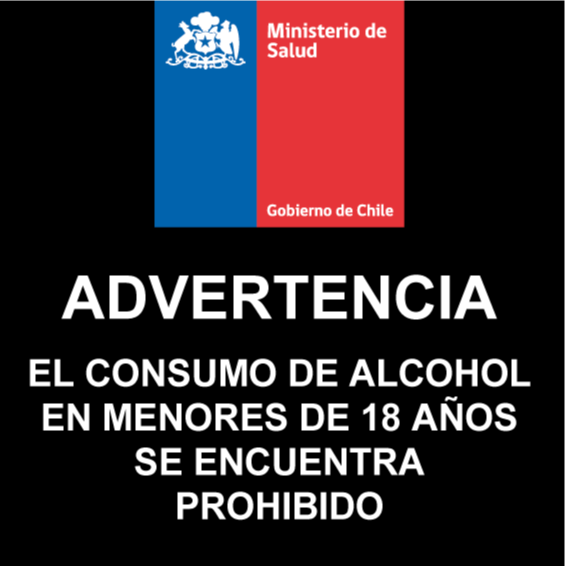 Ministerio de
Salud
Gobierno de Chile
ADVERTENCIA
EL CONSUMO DE ALCOHOL
EN MENORES DE 18 AÑOS
SE ENCUENTRA
PROHIBIDO